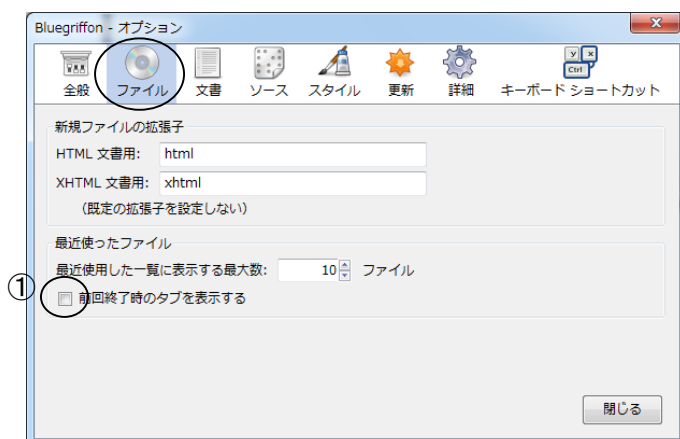 Bluegriffon - オプション
全般 ファイル 文書 ソース スタイル 更新 詳細 キーボード ショートカット
Ctrl
新規ファイルの拡張子
HTML 文書用: html
XHTML 文書用: xhtml
(既定の拡張子を設定しない)
最近使ったファイル
最近使用した一覧に表示する最大数: 10 ファイル
① 前回終了時のタブを表示する
閉じる